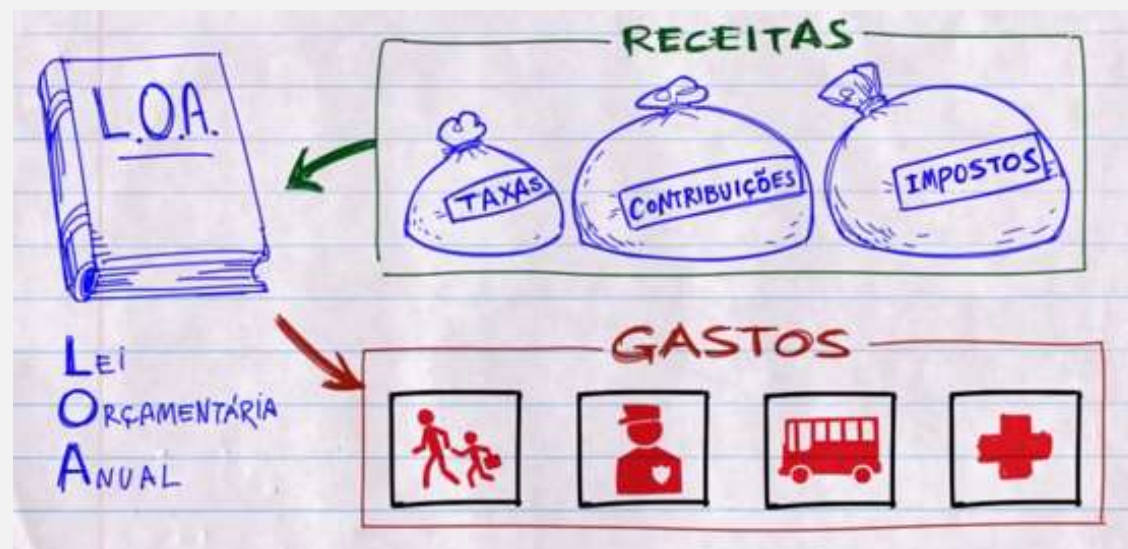 L.O.A.
RECEITAS
TAXAS
CONTRIBUIÇÕES
IMPOSTOS
LEI
ORÇAMENTÁRIA
ANUAL
GASTOS